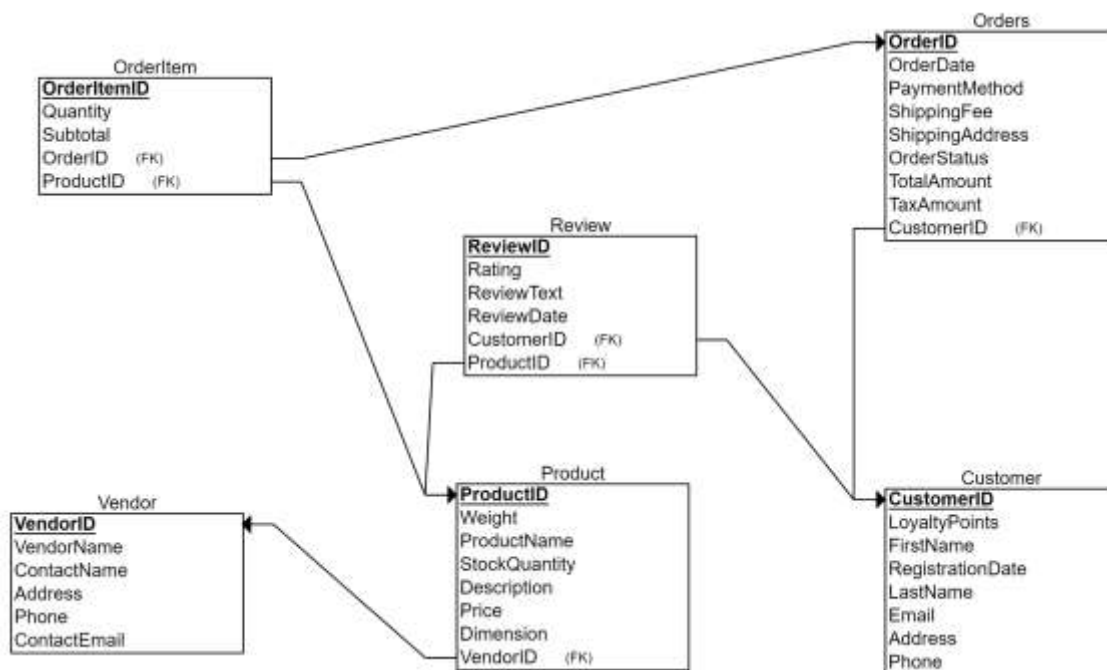 OrderItem
OrderItemID
Quantity
Subtotal
OrderID (FK)
ProductID (FK)
Orders
OrderID
OrderDate
PaymentMethod
ShippingFee
ShippingAddress
OrderStatus
TotalAmount
TaxAmount
CustomerID (FK)
Review
ReviewID
Rating
ReviewText
ReviewDate
CustomerID (FK)
ProductID (FK)
Vendor
VendorID
VendorName
ContactName
Address
Phone
ContactEmail
Product
ProductID
Weight
ProductName
StockQuantity
Description
Price
Dimension
VendorID (FK)
Customer
CustomerID
LoyaltyPoints
FirstName
RegistrationDate
LastName
Email
Address
Phone